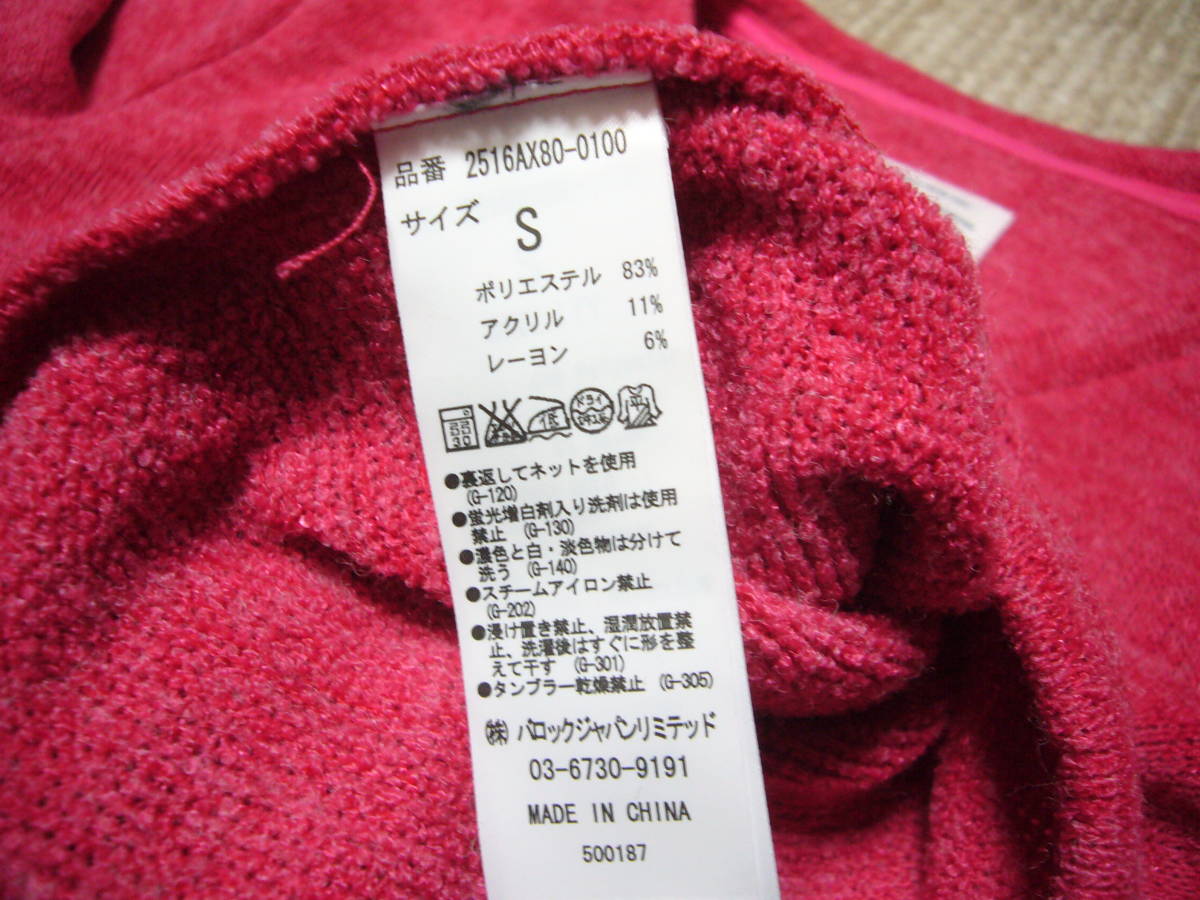 品番 2516AX80-0100
サイズ S
ポリエステル 83%
アクリル 11%
レーヨン 6%
30 低 ドライ 平
●裏返してネットを使用
(G-120)
●蛍光増白剤入り洗剤は使用
禁止 (G-130)
●濃色と白・淡色物は分けて
洗う (G-140)
●スチームアイロン禁止
(G-202)
●浸け置き禁止、湿潤放置禁
止、洗濯後はすぐに形を整
えて干す (G-301)
●タンブラー乾燥禁止 (G-305)
㈱ バロックジャパンリミテッド
03-6730-9191
MADE IN CHINA
500187